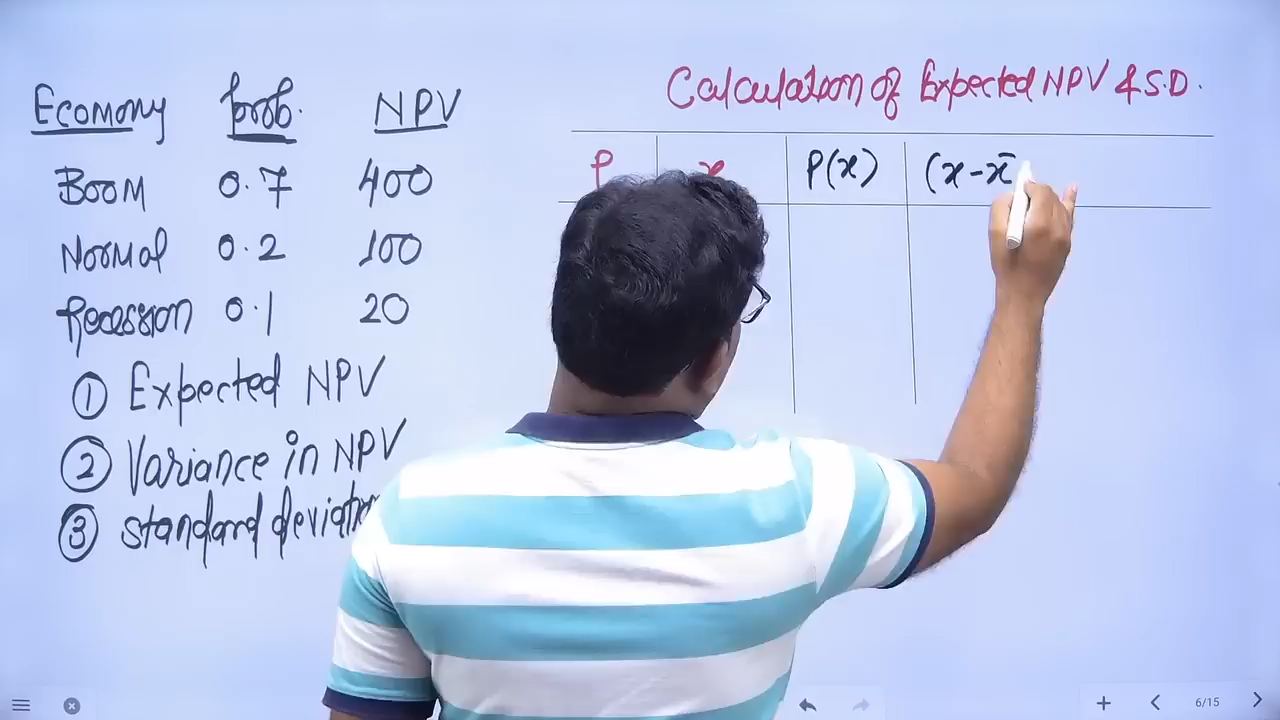 Economy prob. NPV
Boom 0.7 400
Normal 0.2 100
Recession 0.1 20
① Expected NPV
② Variance in NPV
③ standard
Calculation of Expected NPV & S.D.
P x P(x) (x-x̄
6/15